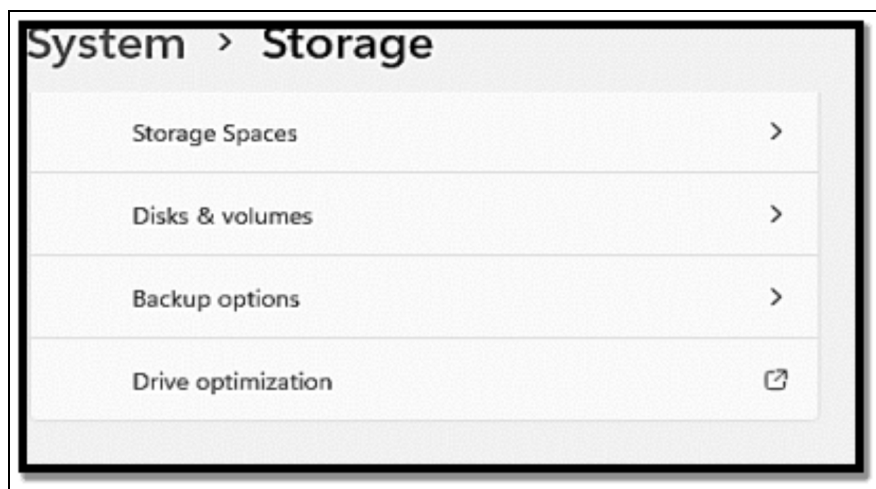 System > Storage
Storage Spaces
Disks & volumes
Backup options
Drive optimization